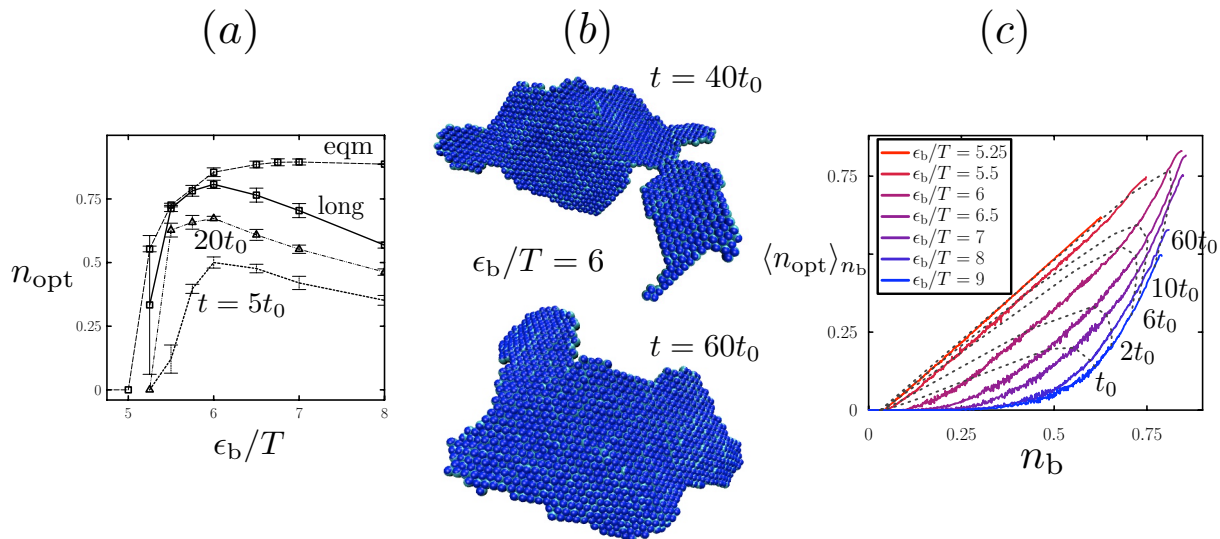 (a)
n_opt
0.75
0.5
0.25
0
5
6
7
8
ϵ_b/T
eqm
long
20t_0
t = 5t_0
(b)
t = 40t_0
ϵ_b/T = 6
t = 60t_0
(c)
⟨n_opt⟩_{n_b}
0.75
0.25
0
0
0.25
0.5
0.75
n_b
ϵ_b/T = 5.25
ϵ_b/T = 5.5
ϵ_b/T = 6
ϵ_b/T = 6.5
ϵ_b/T = 7
ϵ_b/T = 8
ϵ_b/T = 9
60t_0
10t_0
6t_0
2t_0
t_0